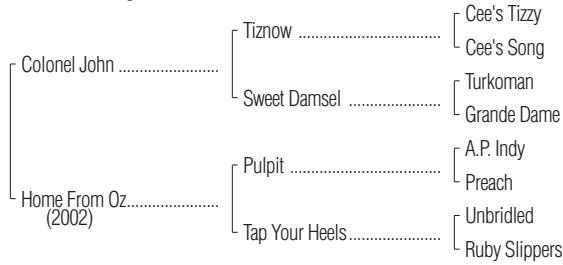 Cee's Tizzy
Tiznow ........................................
Cee's Song
Colonel John ..........................
Turkoman
Sweet Damsel .........................
Grande Dame
A.P. Indy
Pulpit ..........................................
Preach
Home From Oz........................
(2002)
Unbridled
Tap Your Heels.........................
Ruby Slippers